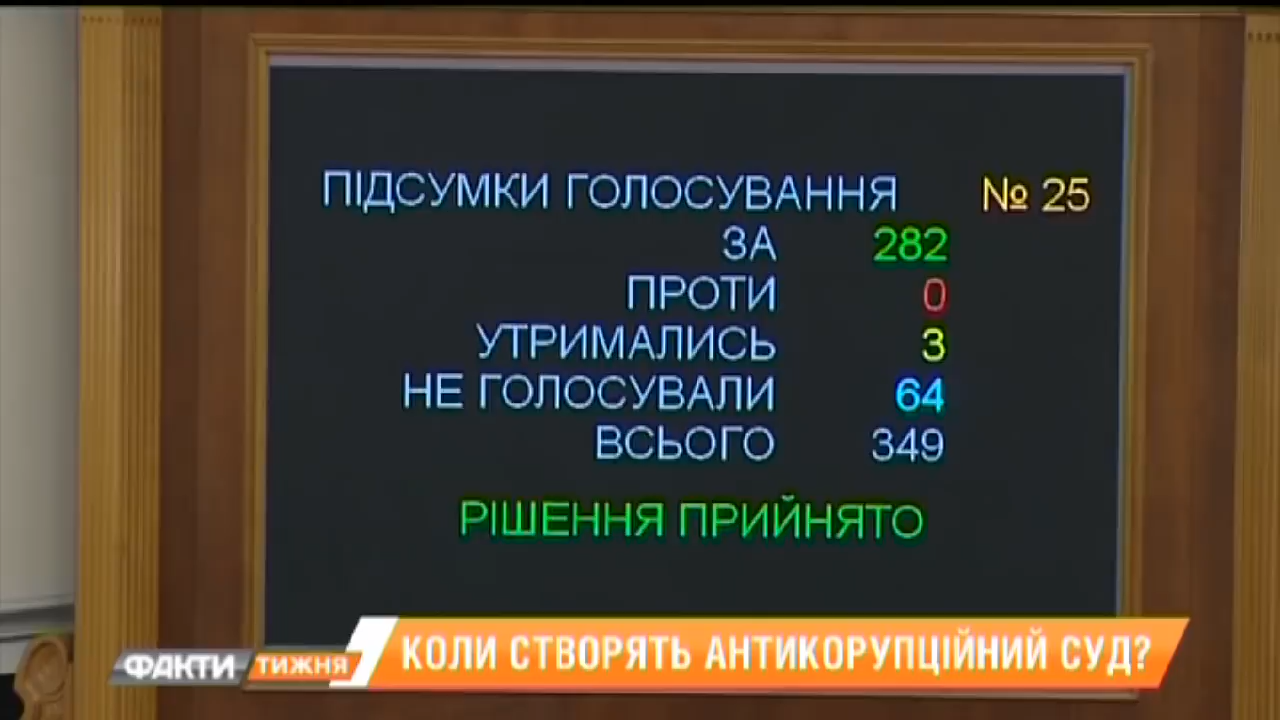 ПІДСУМКИ ГОЛОСУВАННЯ № 25
ЗА 282
ПРОТИ 0
УТРИМАЛИСЬ 3
НЕ ГОЛОСУВАЛИ 64
ВСЬОГО 349
РІШЕННЯ ПРИЙНЯТО
ФАКТИ ТИЖНЯ КОЛИ СТВОРЯТЬ АНТИКОРУПЦІЙНИЙ СУД?